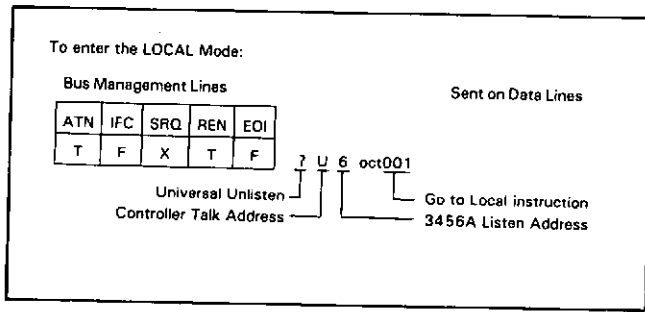 To enter the LOCAL Mode:
Bus Management Lines
Sent on Data Lines
ATN IFC SRQ REN EOI
T F X T F
? U 6 oct001
Universal Unlisten
Go to Local instruction
Controller Talk Address
3456A Listen Address